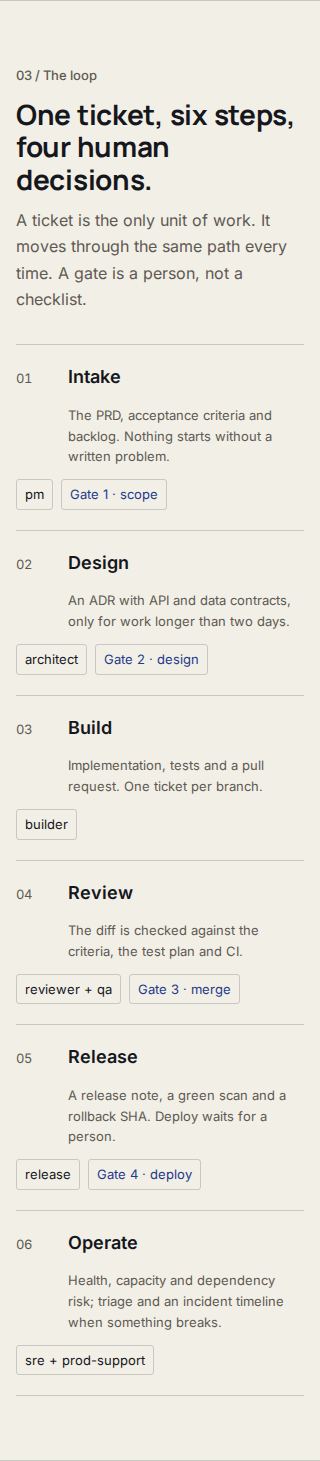 03 / The loop
One ticket, six steps,
four human
decisions.
A ticket is the only unit of work. It
moves through the same path every
time. A gate is a person, not a
checklist.
01 Intake
The PRD, acceptance criteria and
backlog. Nothing starts without a
written problem.
pm Gate 1 · scope
02 Design
An ADR with API and data contracts,
only for work longer than two days.
architect Gate 2 · design
03 Build
Implementation, tests and a pull
request. One ticket per branch.
builder
04 Review
The diff is checked against the
criteria, the test plan and CI.
reviewer + qa Gate 3 · merge
05 Release
A release note, a green scan and a
rollback SHA. Deploy waits for a
person.
release Gate 4 · deploy
06 Operate
Health, capacity and dependency
risk; triage and an incident timeline
when something breaks.
sre + prod-support